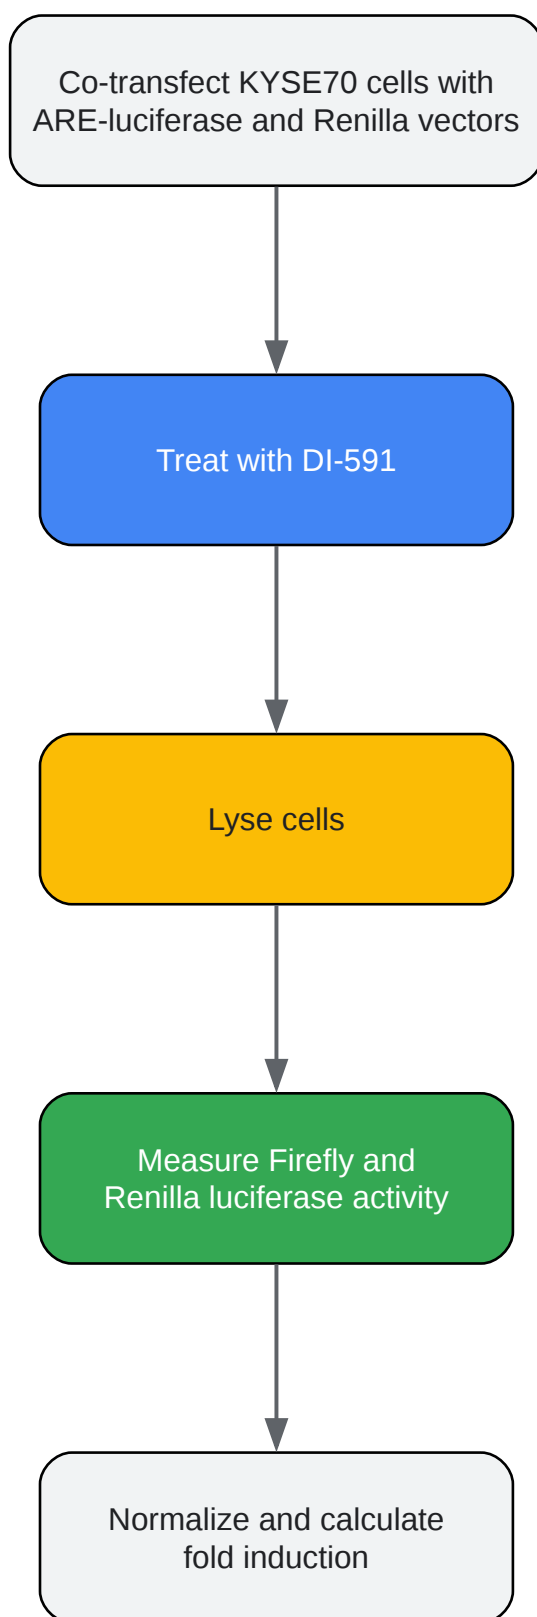 Co-transfect KYSE70 cells with
ARE-luciferase and Renilla vectors
Treat with DI-591
Lyse cells
Measure Firefly and
Renilla luciferase activity
Normalize and calculate
fold induction